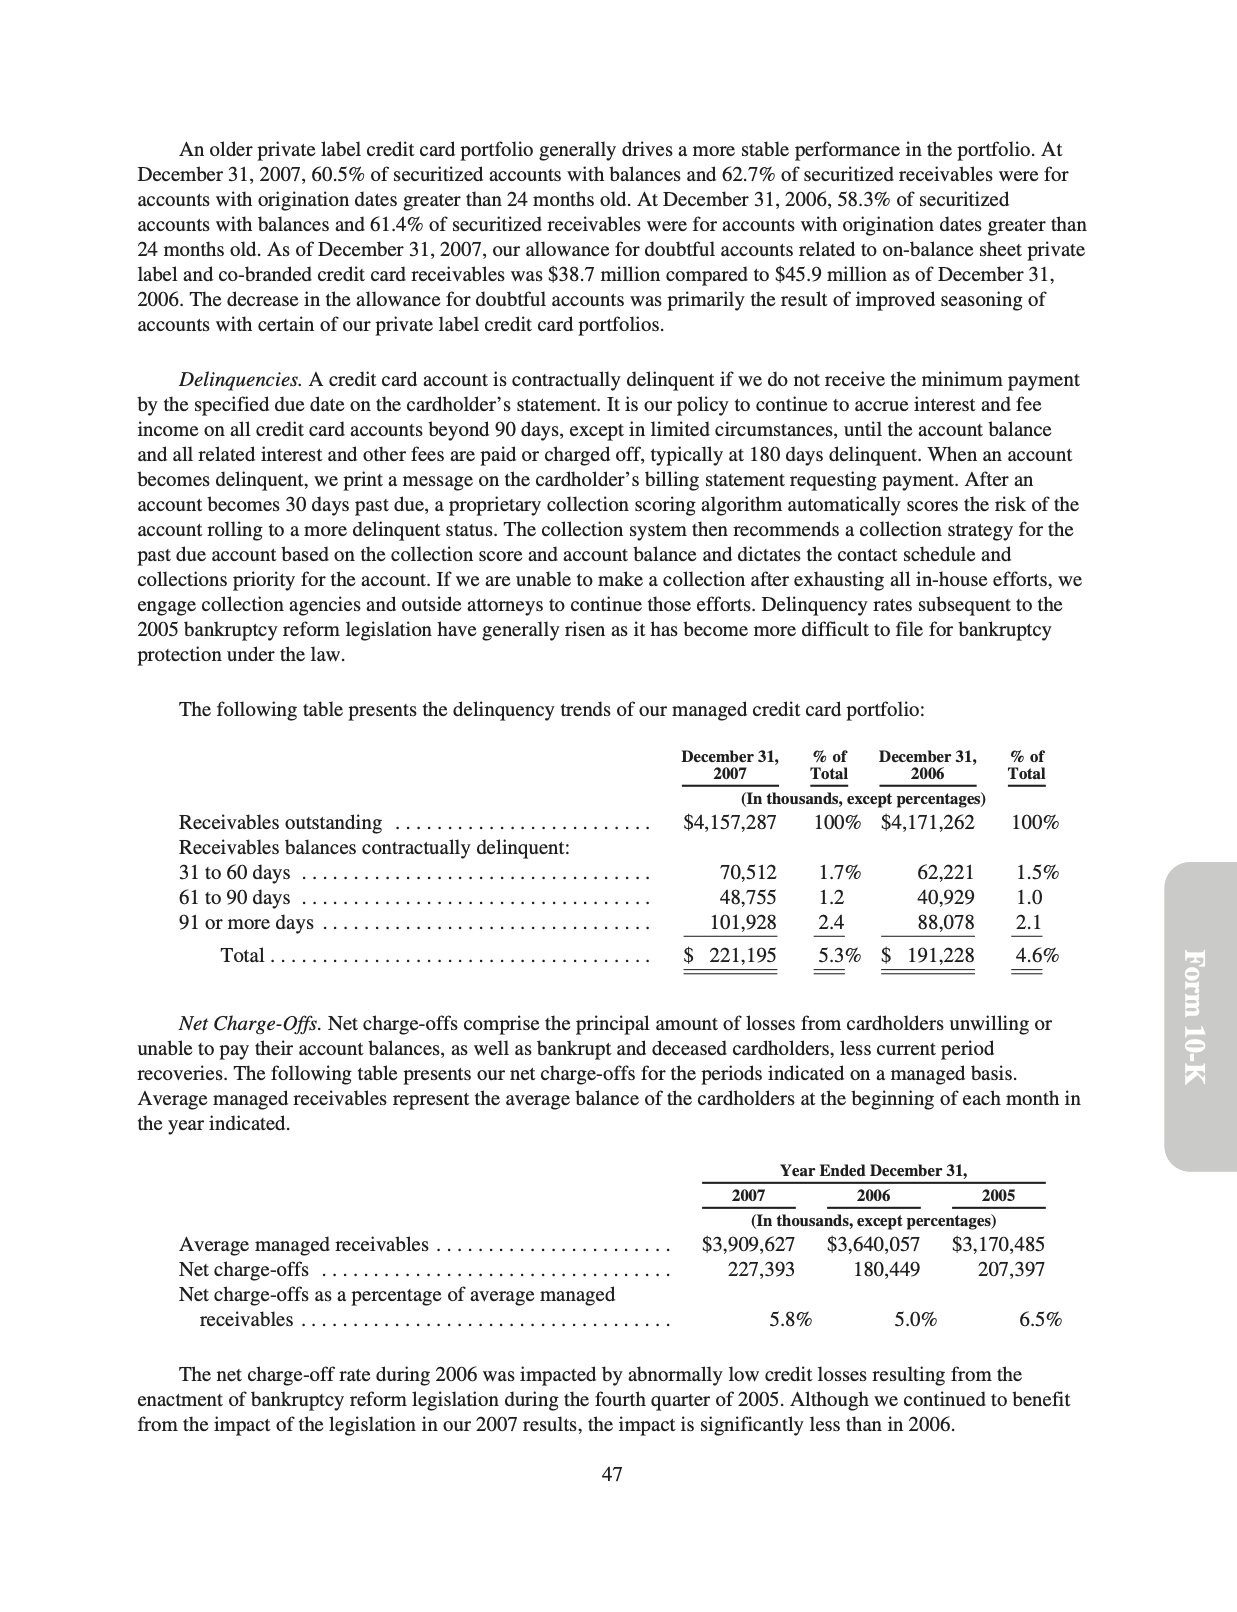 An older private label credit card portfolio generally drives a more stable performance in the portfolio. At
December 31, 2007, 60.5% of securitized accounts with balances and 62.7% of securitized receivables were for
accounts with origination dates greater than 24 months old. At December 31, 2006, 58.3% of securitized
accounts with balances and 61.4% of securitized receivables were for accounts with origination dates greater than
24 months old. As of December 31, 2007, our allowance for doubtful accounts related to on-balance sheet private
label and co-branded credit card receivables was $38.7 million compared to $45.9 million as of December 31,
2006. The decrease in the allowance for doubtful accounts was primarily the result of improved seasoning of
accounts with certain of our private label credit card portfolios.
Delinquencies. A credit card account is contractually delinquent if we do not receive the minimum payment
by the specified due date on the cardholder's statement. It is our policy to continue to accrue interest and fee
income on all credit card accounts beyond 90 days, except in limited circumstances, until the account balance
and all related interest and other fees are paid or charged off, typically at 180 days delinquent. When an account
becomes delinquent, we print a message on the cardholder's billing statement requesting payment. After an
account becomes 30 days past due, a proprietary collection scoring algorithm automatically scores the risk of the
account rolling to a more delinquent status. The collection system then recommends a collection strategy for the
past due account based on the collection score and account balance and dictates the contact schedule and
collections priority for the account. If we are unable to make a collection after exhausting all in-house efforts, we
engage collection agencies and outside attorneys to continue those efforts. Delinquency rates subsequent to the
2005 bankruptcy reform legislation have generally risen as it has become more difficult to file for bankruptcy
protection under the law.
The following table presents the delinquency trends of our managed credit card portfolio:
December 31, % of December 31, % of
2007 Total 2006 Total
(In thousands, except percentages)
Receivables outstanding ......................... $4,157,287 100% $4,171,262 100%
Receivables balances contractually delinquent:
31 to 60 days .................................. 70,512 1.7% 62,221 1.5%
61 to 90 days .................................. 48,755 1.2 40,929 1.0
91 or more days ................................ 101,928 2.4 88,078 2.1
Total ..................................... $ 221,195 5.3% $ 191,228 4.6%
Net Charge-Offs. Net charge-offs comprise the principal amount of losses from cardholders unwilling or
unable to pay their account balances, as well as bankrupt and deceased cardholders, less current period
recoveries. The following table presents our net charge-offs for the periods indicated on a managed basis.
Average managed receivables represent the average balance of the cardholders at the beginning of each month in
the year indicated.
Year Ended December 31,
2007 2006 2005
(In thousands, except percentages)
Average managed receivables ....................... $3,909,627 $3,640,057 $3,170,485
Net charge-offs .................................. 227,393 180,449 207,397
Net charge-offs as a percentage of average managed
receivables .................................... 5.8% 5.0% 6.5%
The net charge-off rate during 2006 was impacted by abnormally low credit losses resulting from the
enactment of bankruptcy reform legislation during the fourth quarter of 2005. Although we continued to benefit
from the impact of the legislation in our 2007 results, the impact is significantly less than in 2006.
47
Form 10-K